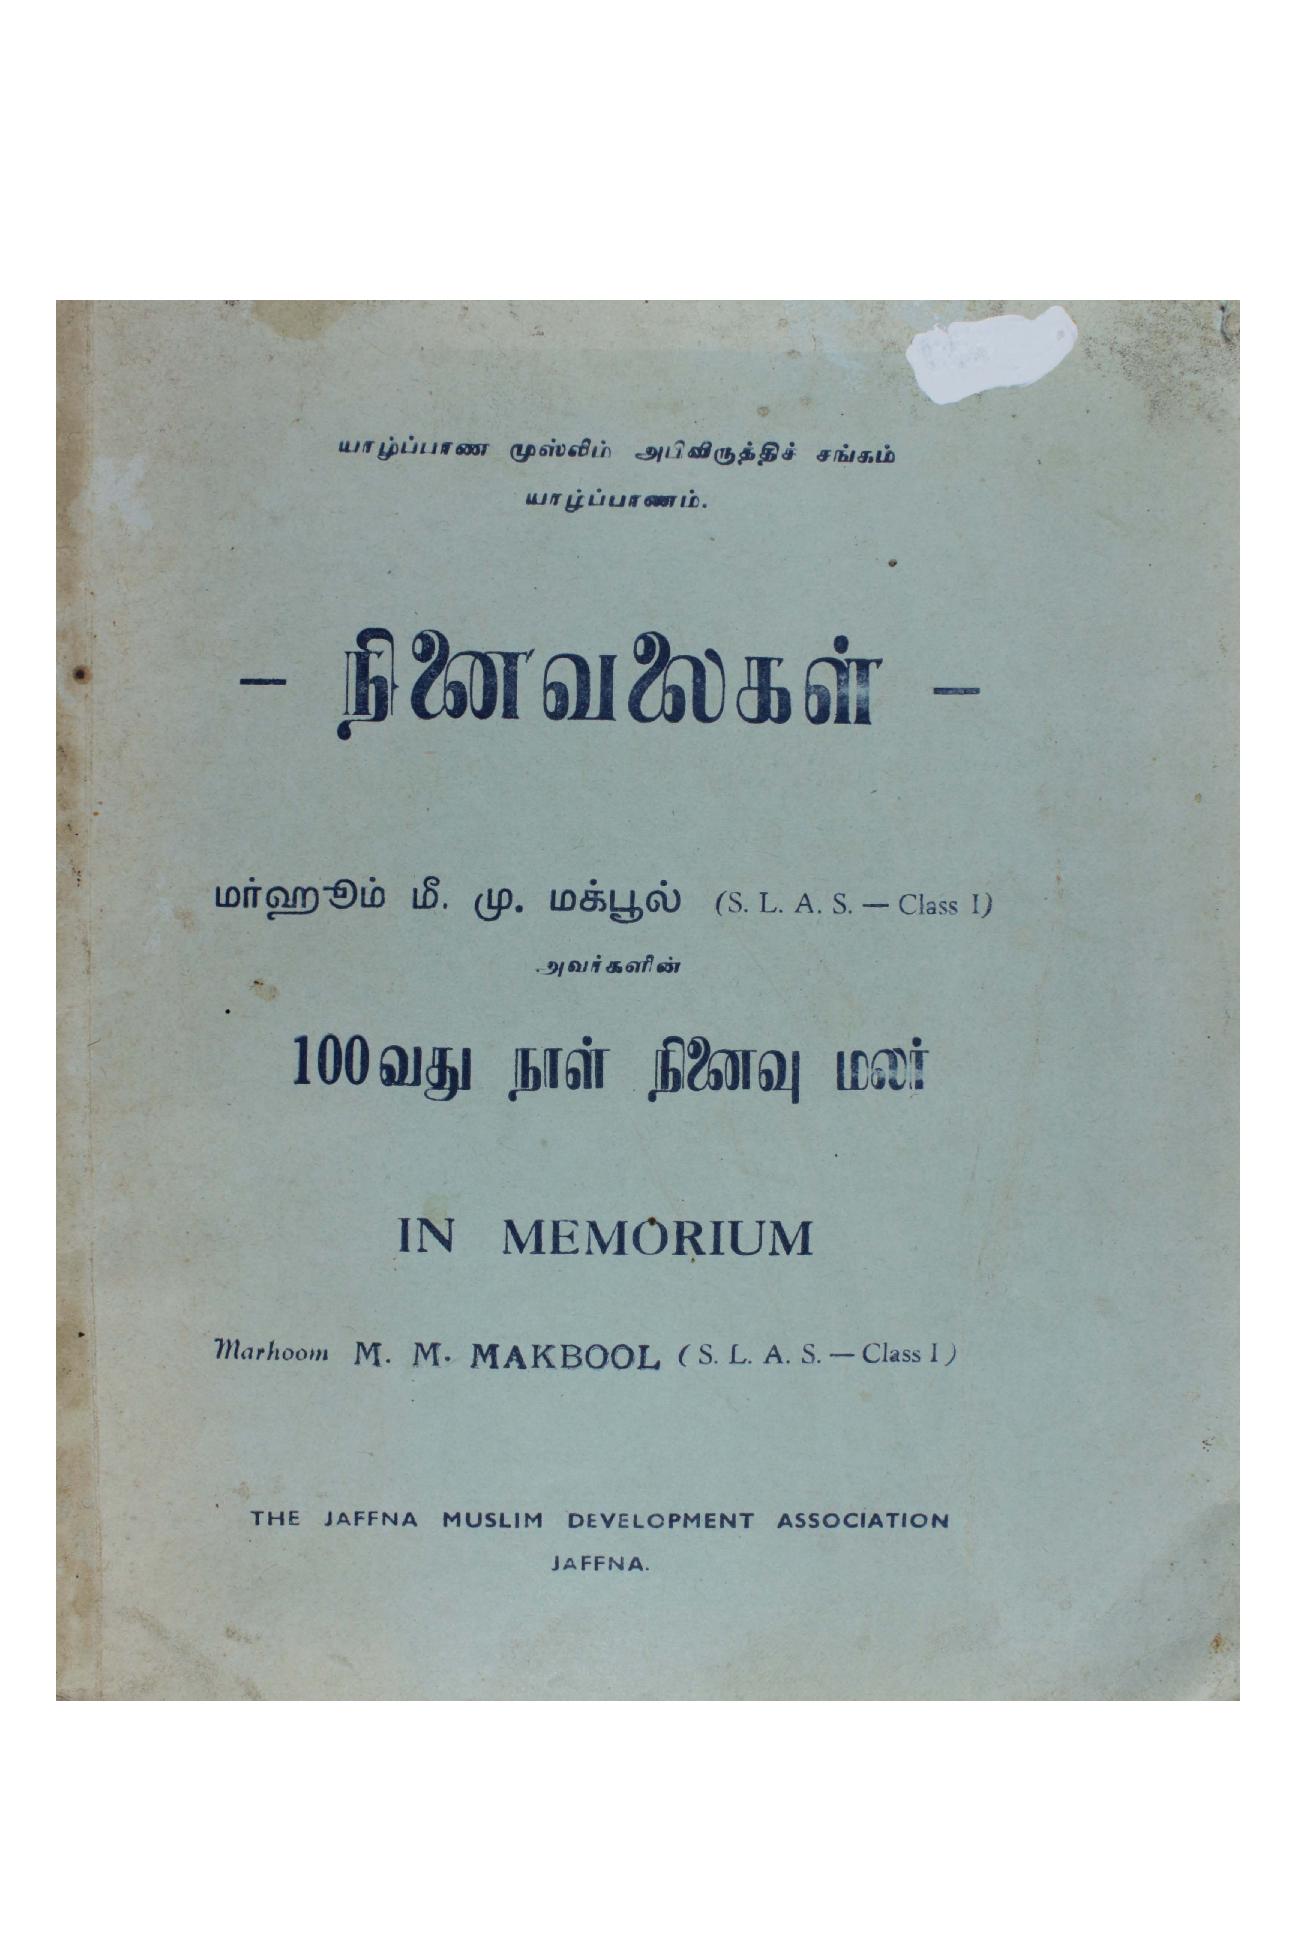 யாழ்ப்பாண முஸ்லிம் அபிவிருத்திச் சங்கம்
யாழ்ப்பாணம்.
– நினைவலைகள் –
மர்ஹூம் மீ. மு. மக்பூல் (S. L. A. S. — Class I)
அவர்களின்
100வது நாள் நினைவு மலர்
IN MEMORIUM
Marhoom M. M. MAKBOOL (S. L. A. S. — Class I)
THE JAFFNA MUSLIM DEVELOPMENT ASSOCIATION
JAFFNA.